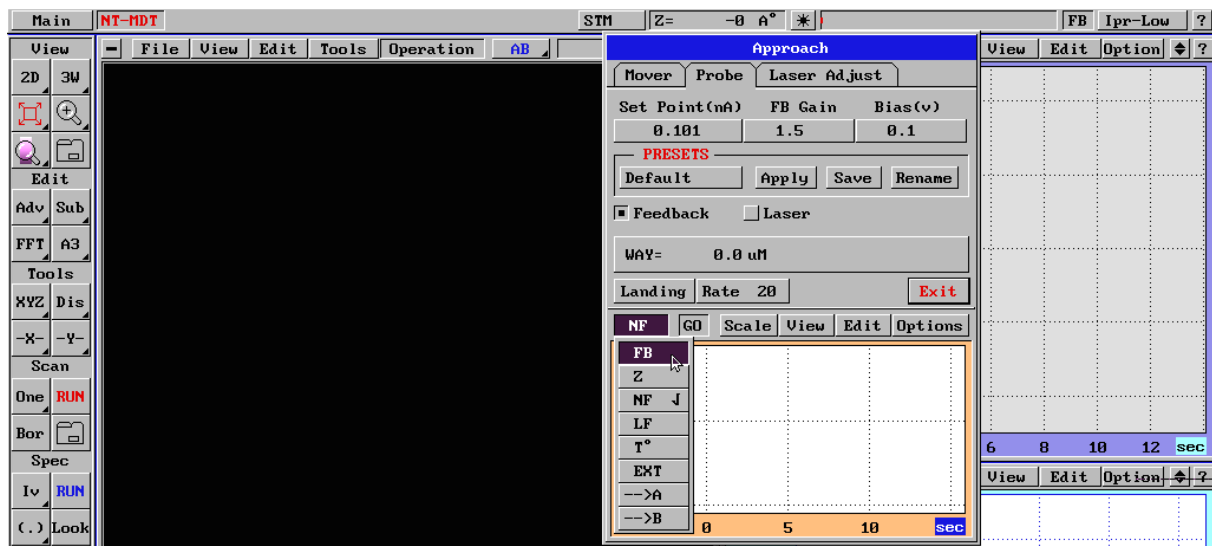 Main NT-MDT STM Z= -0 A° FB Ipr-Low ?
View - File View Edit Tools Operation AB
Approach
View Edit Option ?
2D 3W
Mover Probe Laser Adjust
Set Point(nA) FB Gain Bias(v)
0.101 1.5 0.1
PRESETS
Default Apply Save Rename
Edit
Adv Sub
Feedback Laser
FFT A3
WAY= 0.0 uM
Tools
XYZ Dis
Landing Rate 20 Exit
-X- -Y-
NF GO Scale View Edit Options
Scan
One RUN
Bor
FB
Z
NF √
LF
T°
EXT
-->A
-->B
0 5 10 sec
6 8 10 12 sec
Spec
View Edit Option ?
Iv RUN
(.) Look